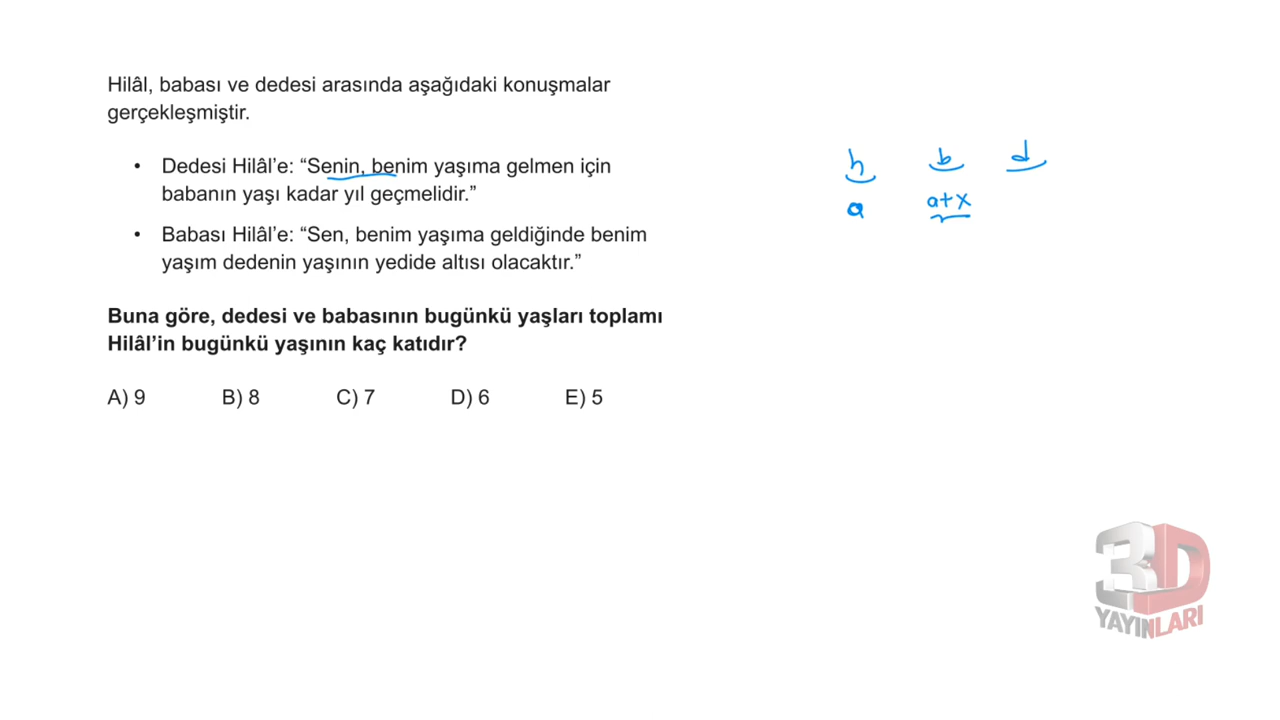 Hilâl, babası ve dedesi arasında aşağıdaki konuşmalar
gerçekleşmiştir.
• Dedesi Hilâl’e: “Senin, benim yaşıma gelmen için
babanın yaşı kadar yıl geçmelidir.”
• Babası Hilâl’e: “Sen, benim yaşıma geldiğinde benim
yaşım dedenin yaşının yedide altısı olacaktır.”
Buna göre, dedesi ve babasının bugünkü yaşları toplamı
Hilâl’in bugünkü yaşının kaç katıdır?
A) 9 B) 8 C) 7 D) 6 E) 5
h b d
a a+x
3D
YAYINLARI